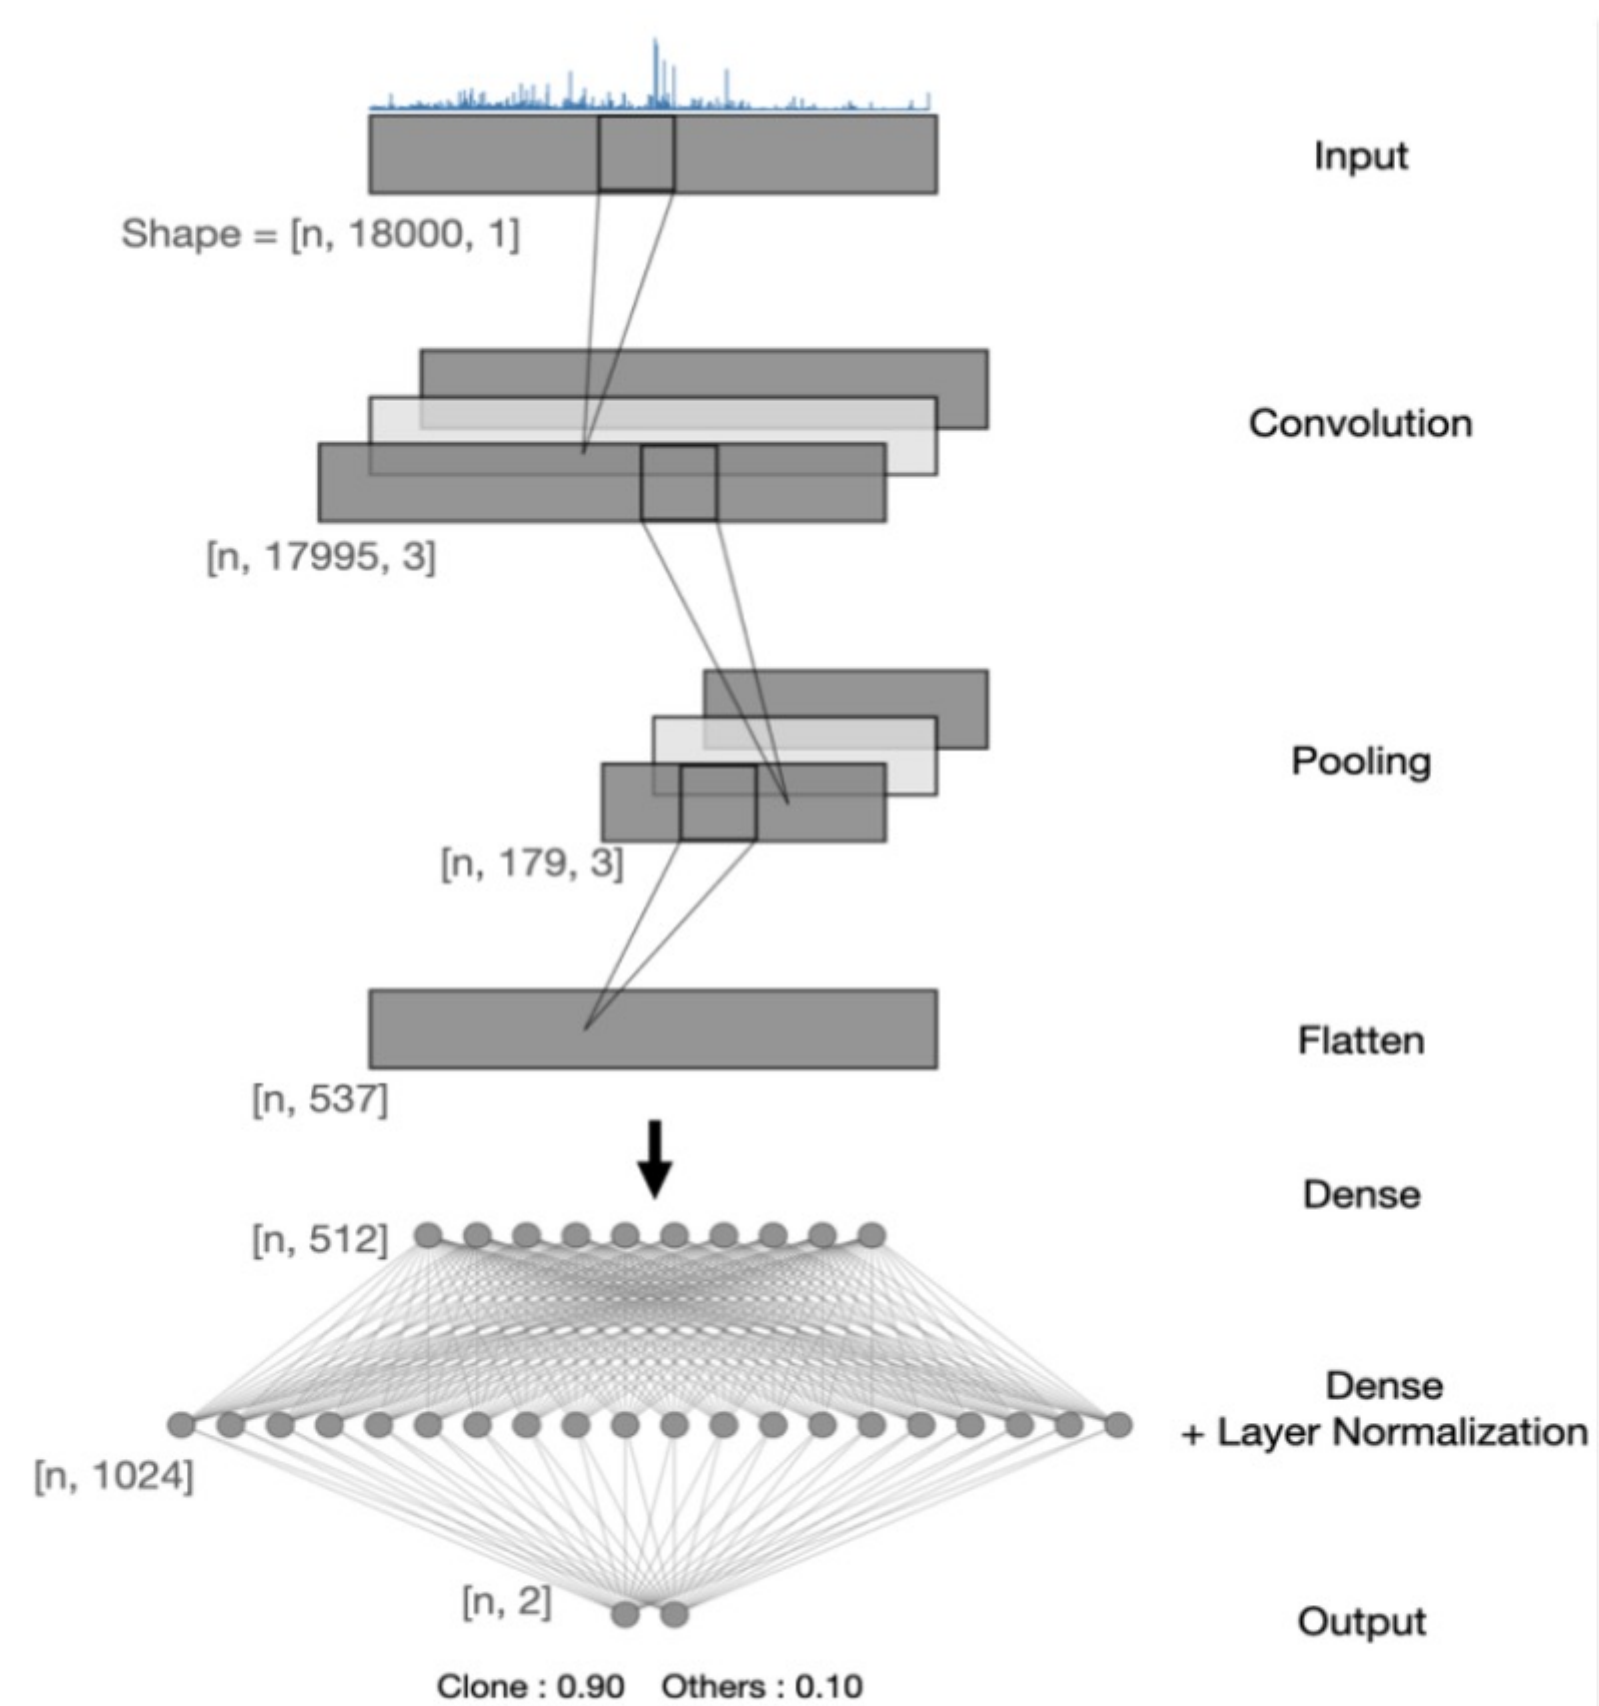 Input
Shape = [n, 18000, 1]
Convolution
[n, 17995, 3]
Pooling
[n, 179, 3]
Flatten
[n, 537]
Dense
[n, 512]
Dense
+ Layer Normalization
[n, 1024]
[n, 2]
Output
Clone : 0.90 Others : 0.10